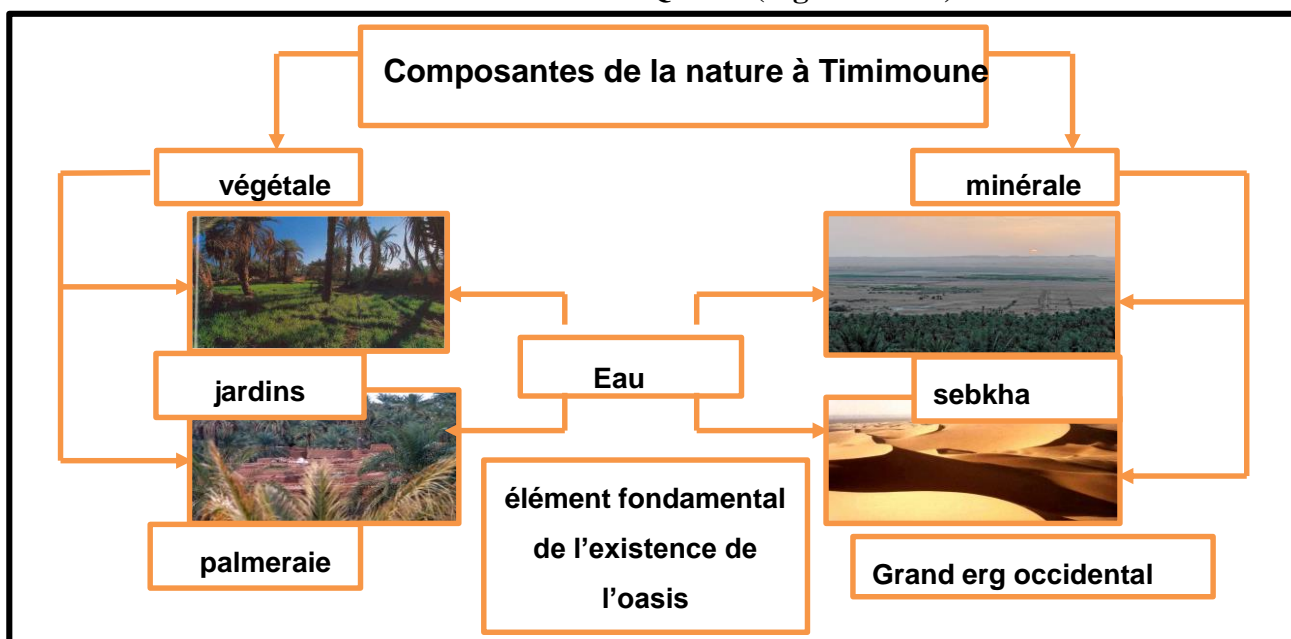 Composantes de la nature à Timimoune
végétale
minérale
jardins
Eau
sebkha
palmeraie
élément fondamental
de l'existence de
l'oasis
Grand erg occidental